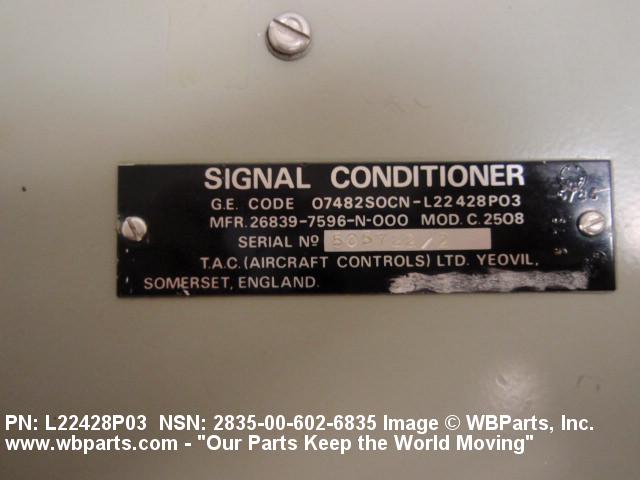 SIGNAL CONDITIONER
G.E. CODE 07482SOCN-L22428P03
MFR. 26839-7596-N-000 MOD. C. 2508
SERIAL Nº
T.A.C. (AIRCRAFT CONTROLS) LTD. YEOVIL,
SOMERSET, ENGLAND.
PN: L22428P03 NSN: 2835-00-602-6835 Image © WBParts, Inc.
www.wbparts.com - "Our Parts Keep the World Moving"